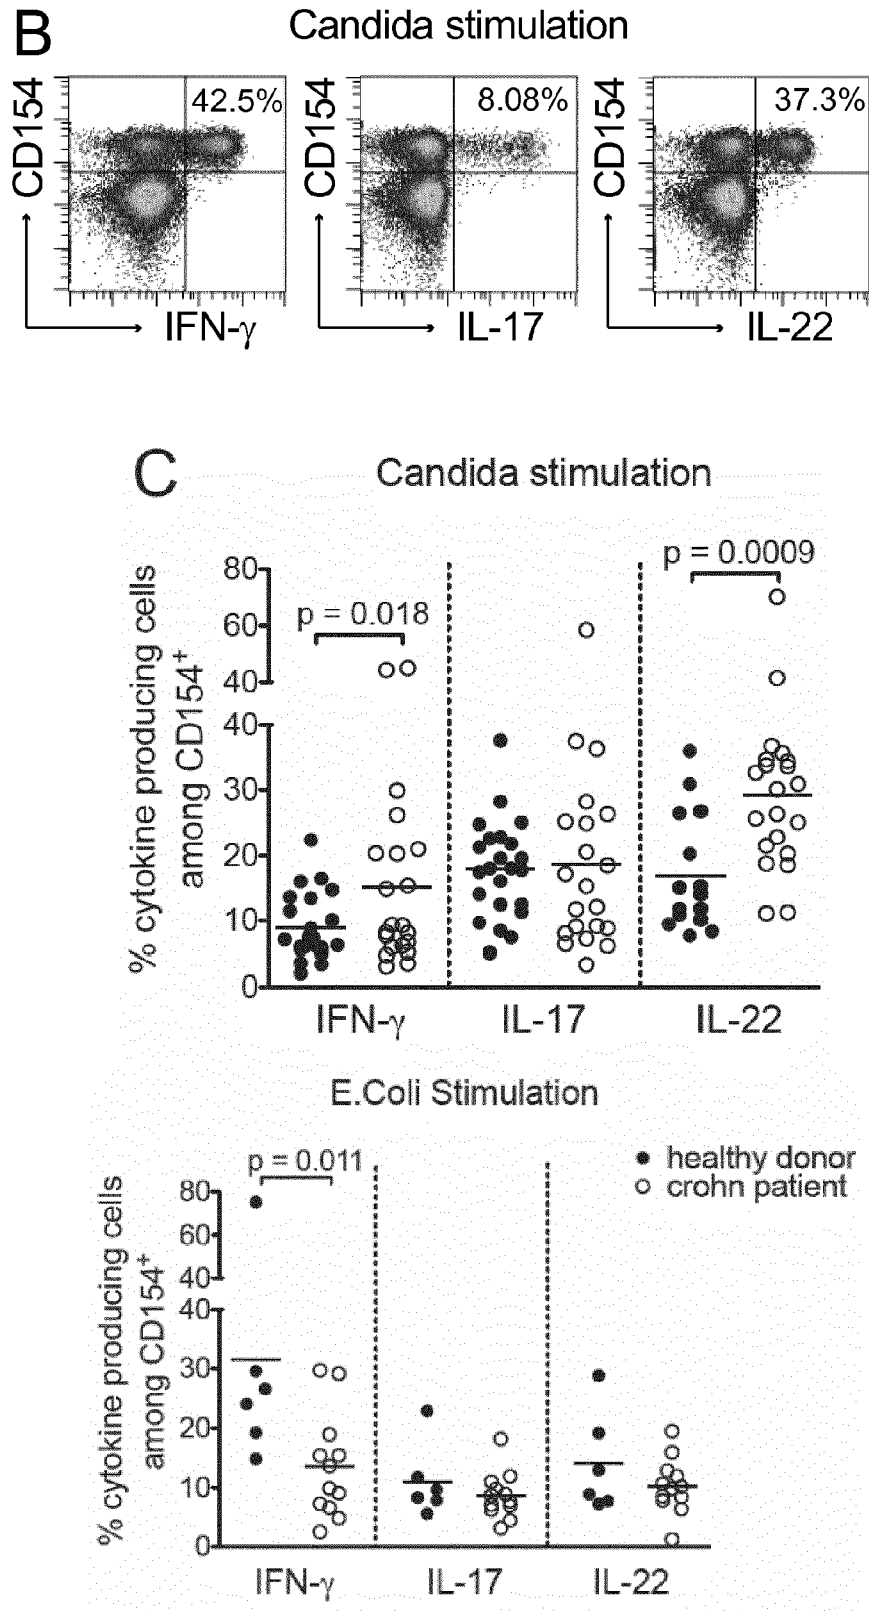 B
Candida stimulation
CD154
42.5%
IFN-γ
CD154
8.08%
IL-17
CD154
37.3%
IL-22
C
Candida stimulation
% cytokine producing cells
among CD154+
80
60
40
40
30
20
10
0
p = 0.018
p = 0.0009
IFN-γ
IL-17
IL-22
E.Coli Stimulation
% cytokine producing cells
among CD154+
80
60
40
40
30
20
10
0
p = 0.011
healthy donor
crohn patient
IFN-γ
IL-17
IL-22